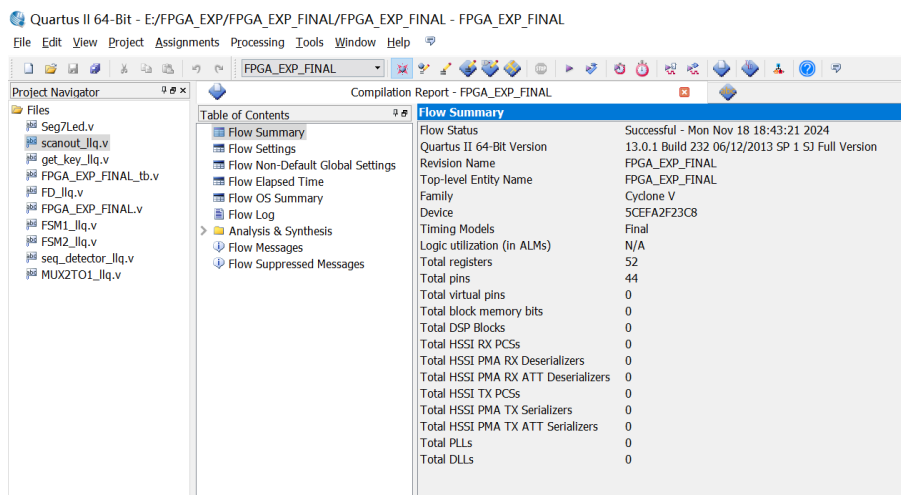 Quartus II 64-Bit - E:/FPGA_EXP/FPGA_EXP_FINAL/FPGA_EXP_FINAL - FPGA_EXP_FINAL
File Edit View Project Assignments Processing Tools Window Help
FPGA_EXP_FINAL
Project Navigator
Files
Seg7Led.v
scanout_llq.v
get_key_llq.v
FPGA_EXP_FINAL_tb.v
FD_llq.v
FPGA_EXP_FINAL.v
FSM1_llq.v
FSM2_llq.v
seq_detector_llq.v
MUX2TO1_llq.v
Compilation Report - FPGA_EXP_FINAL
Table of Contents
Flow Summary
Flow Settings
Flow Non-Default Global Settings
Flow Elapsed Time
Flow OS Summary
Flow Log
Analysis & Synthesis
Flow Messages
Flow Suppressed Messages
Flow Summary
Flow Status Successful - Mon Nov 18 18:43:21 2024
Quartus II 64-Bit Version 13.0.1 Build 232 06/12/2013 SP 1 SJ Full Version
Revision Name FPGA_EXP_FINAL
Top-level Entity Name FPGA_EXP_FINAL
Family Cyclone V
Device 5CEFA2F23C8
Timing Models Final
Logic utilization (in ALMs) N/A
Total registers 52
Total pins 44
Total virtual pins 0
Total block memory bits 0
Total DSP Blocks 0
Total HSSI RX PCSs 0
Total HSSI PMA RX Deserializers 0
Total HSSI PMA RX ATT Deserializers 0
Total HSSI TX PCSs 0
Total HSSI PMA TX Serializers 0
Total HSSI PMA TX ATT Serializers 0
Total PLLs 0
Total DLLs 0